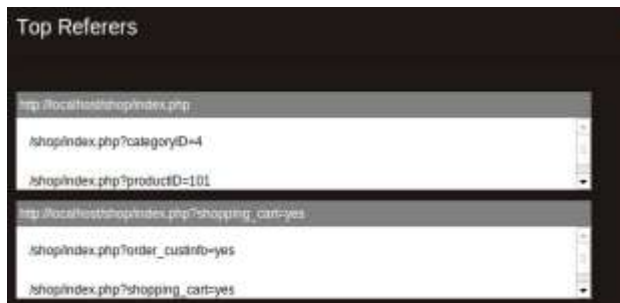 Top Referers
http://localhost/shop/index.php
/shop/index.php?categoryID=4
/shop/index.php?productID=101
http://localhost/shop/index.php?shopping_cart=yes
/shop/index.php?order_custinfo=yes
/shop/index.php?shopping_cart=yes